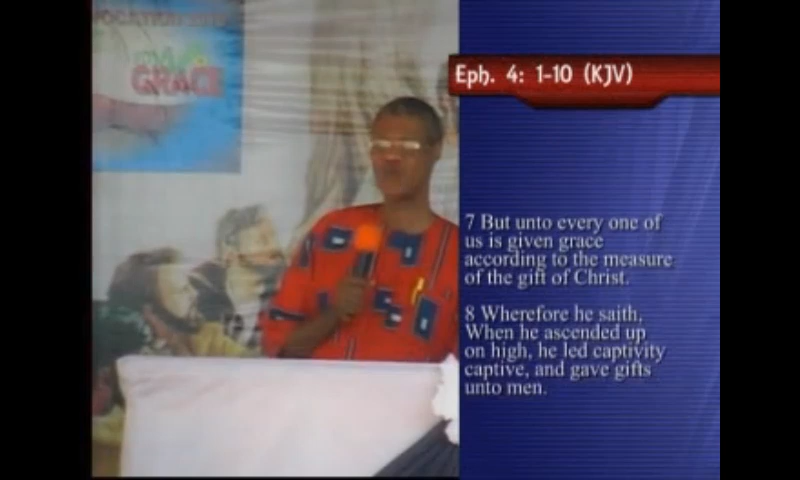 GRACE
Eph. 4: 1-10 (KJV)
7 But unto every one of
us is given grace
according to the measure
of the gift of Christ.
8 Wherefore he saith,
When he ascended up
on high, he led captivity
captive, and gave gifts
unto men.